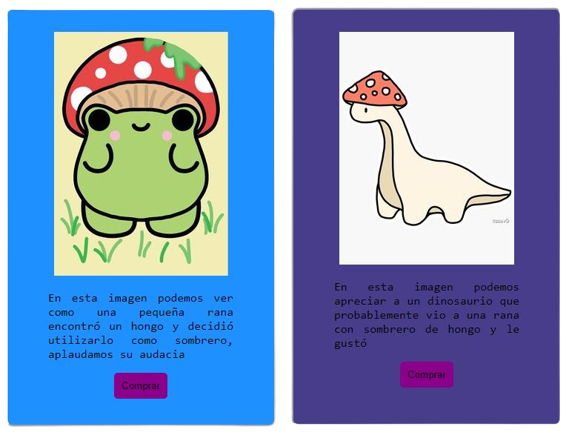 En esta imagen podemos ver
como una pequeña rana
encontró un hongo y decidió
utilizarlo como sombrero,
aplaudamos su audacia
Comprar
En esta imagen podemos
apreciar a un dinosaurio que
probablemente vio a una rana
con sombrero de hongo y le
gustó
Comprar